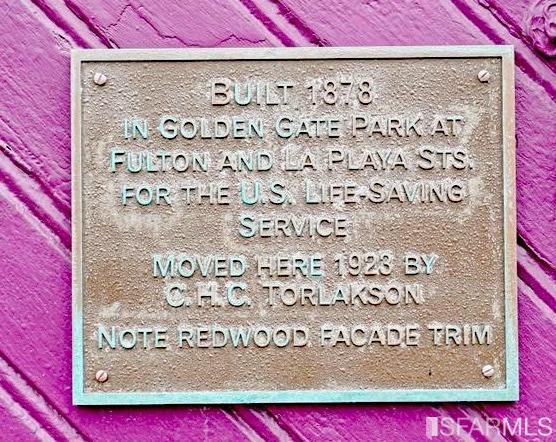 BUILT 1878
IN GOLDEN GATE PARK AT
FULTON AND LA PLAYA STS.
FOR THE U.S. LIFE-SAVING
SERVICE
MOVED HERE 1923 BY
C.H.C. TORLAKSON
NOTE REDWOOD FACADE TRIM
SFARMLS